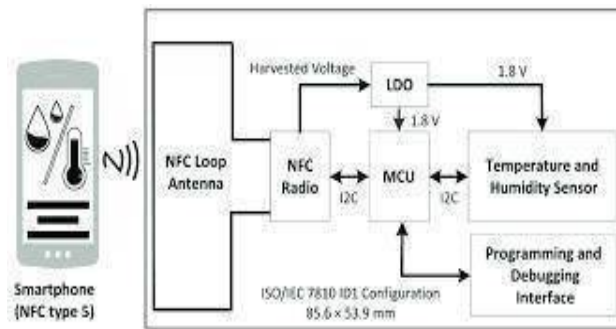 Harvested Voltage
LDO
1.8 V
1.8 V
NFC Loop
Antenna
NFC
Radio
I2C
MCU
I2C
Temperature and
Humidity Sensor
Programming and
Debugging
Interface
ISO/IEC 7810 ID1 Configuration
85.6 × 53.9 mm
Smartphone
(NFC type 5)